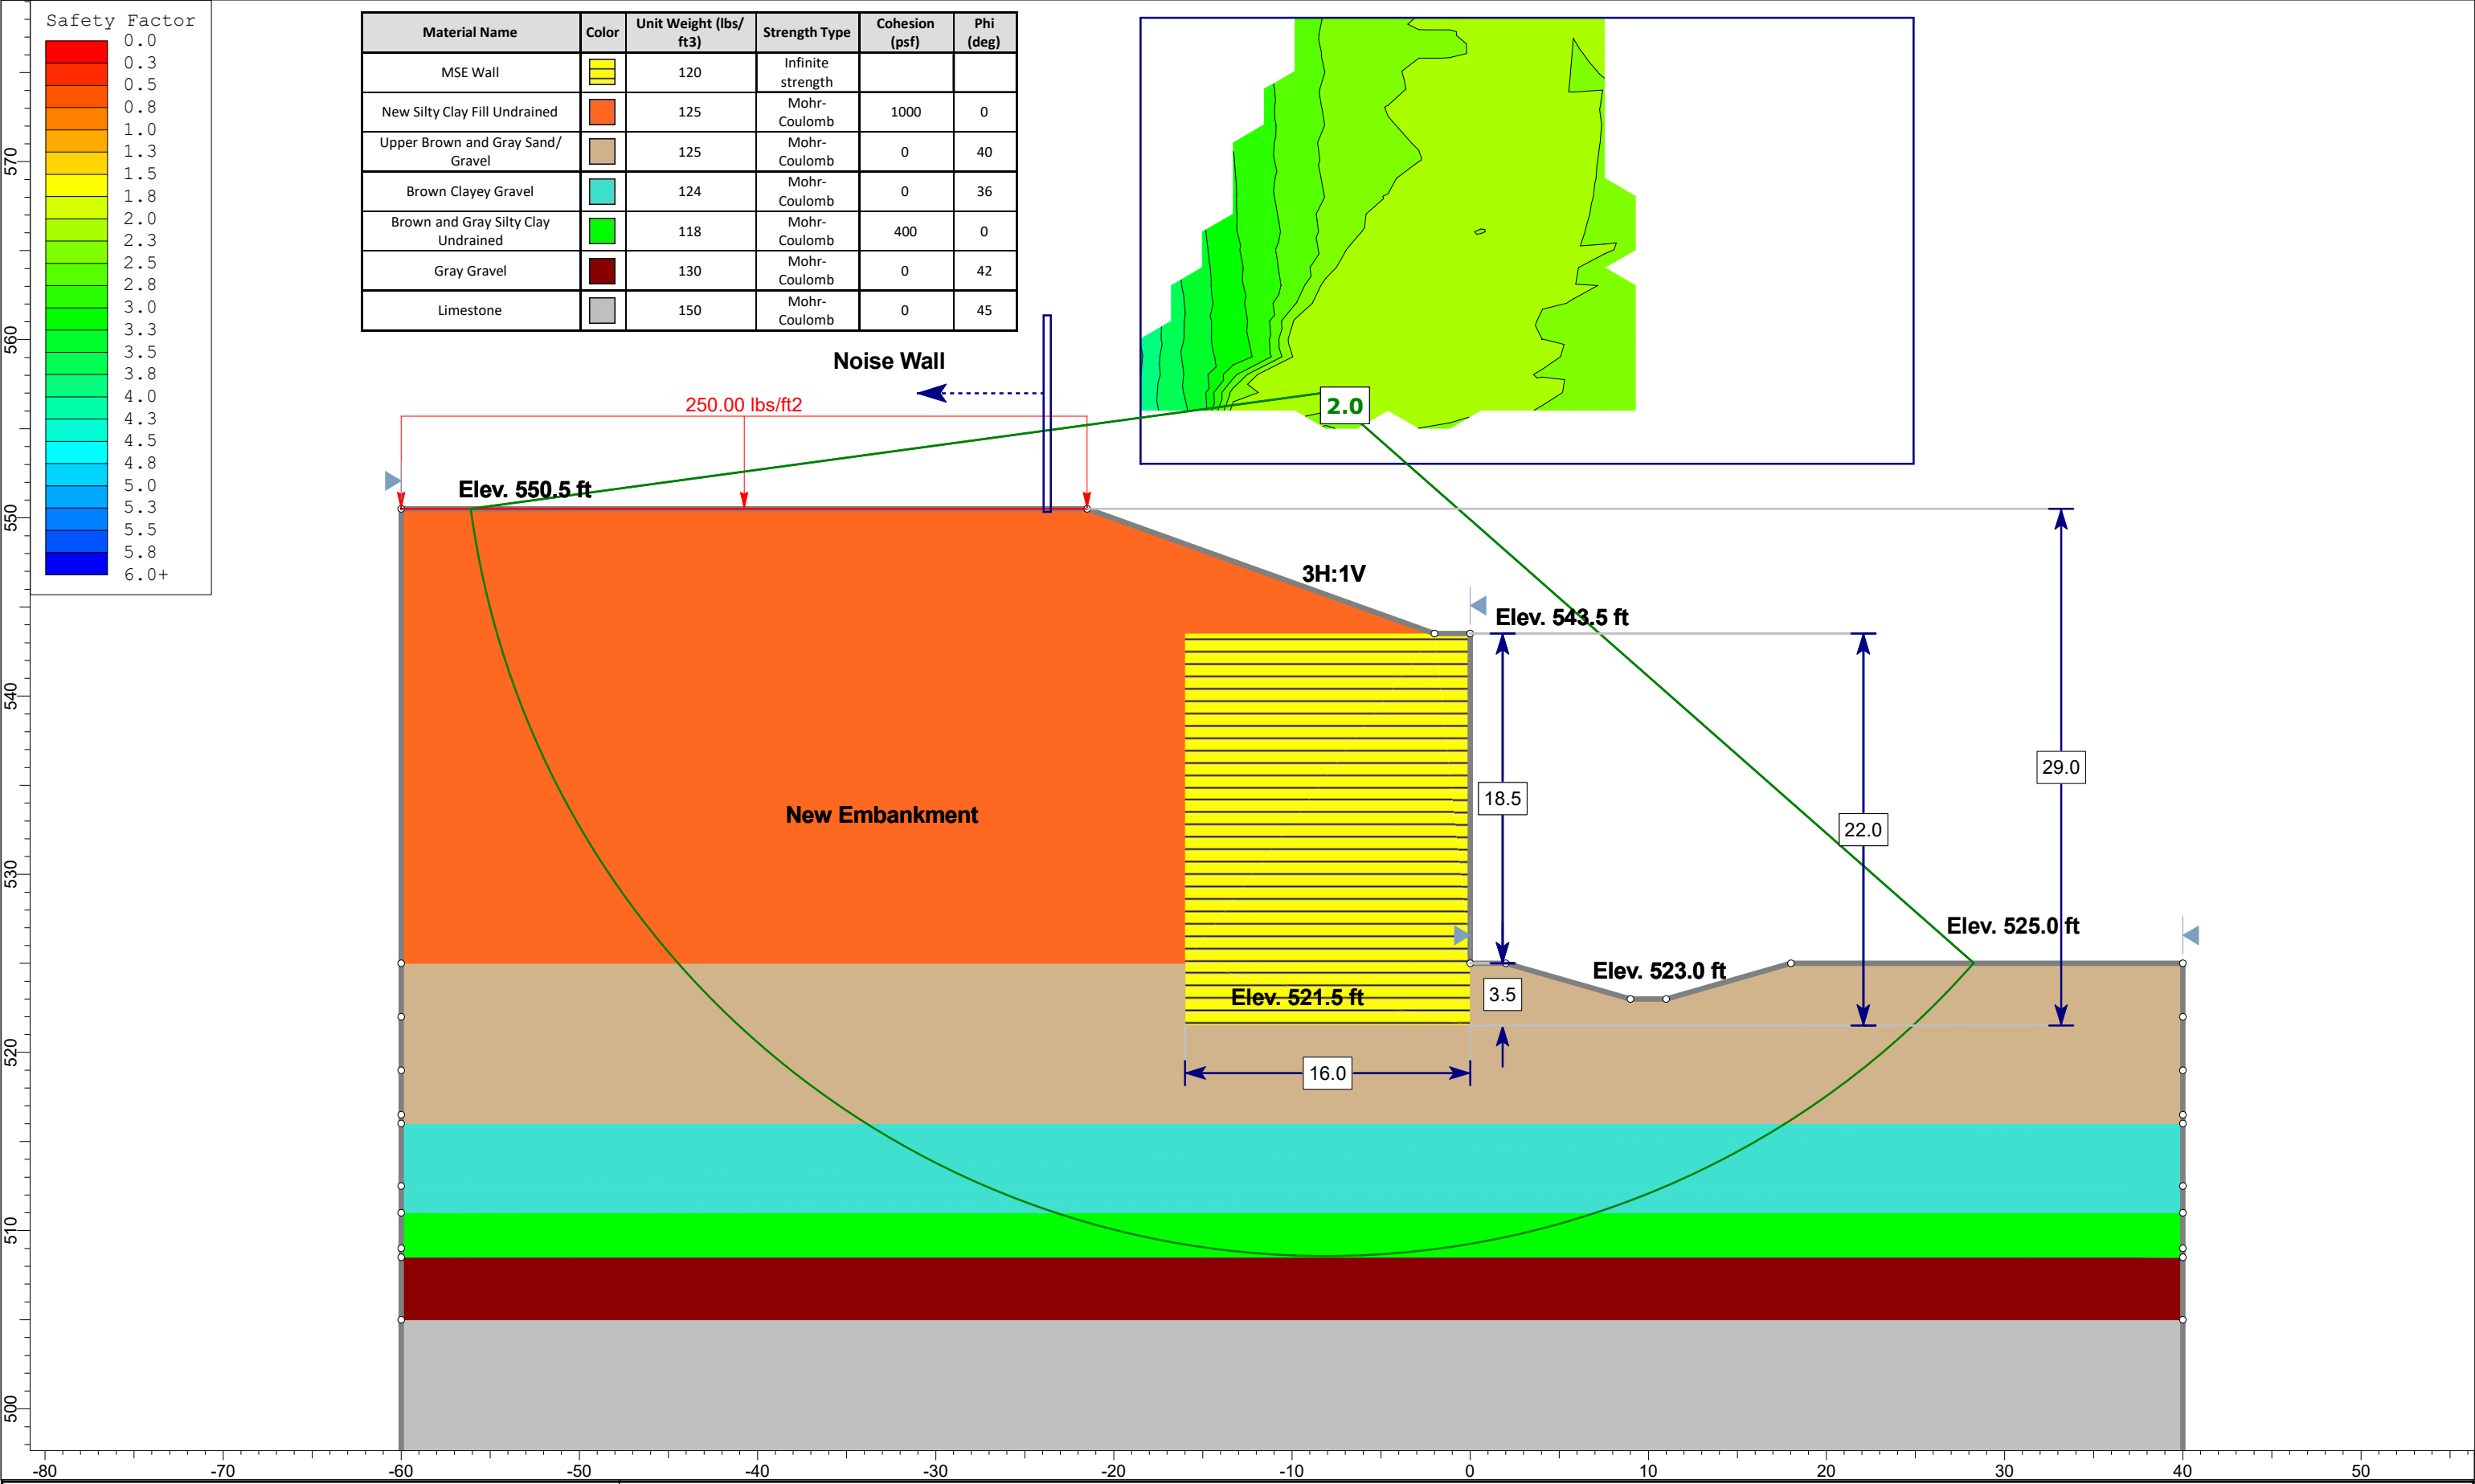 Safety Factor
0.0
0.3
0.5
0.8
1.0
1.3
1.5
1.8
2.0
2.3
2.5
2.8
3.0
3.3
3.5
3.8
4.0
4.3
4.5
4.8
5.0
5.3
5.5
5.8
6.0+
Material Name Color Unit Weight (lbs/ Strength Type Cohesion Phi
ft3) (psf) (deg)
MSE Wall 120 Infinite
strength
New Silty Clay Fill Undrained 125 Mohr- 1000 0
Coulomb
Upper Brown and Gray Sand/ 125 Mohr- 0 40
Gravel Coulomb
Brown Clayey Gravel 124 Mohr- 0 36
Coulomb
Brown and Gray Silty Clay 118 Mohr- 400 0
Undrained Coulomb
Gray Gravel 130 Mohr- 0 42
Coulomb
Limestone 150 Mohr- 0 45
Coulomb
Noise Wall
250.00 lbs/ft2
2.0
Elev. 550.5 ft
3H:1V
Elev. 543.5 ft
29.0
18.5
New Embankment
22.0
Elev. 525.0 ft
Elev. 523.0 ft
Elev. 521.5 ft
3.5
16.0
570
560
550
540
530
520
510
500
-80 -70 -60 -50 -40 -30 -20 -10 0 10 20 30 40 50